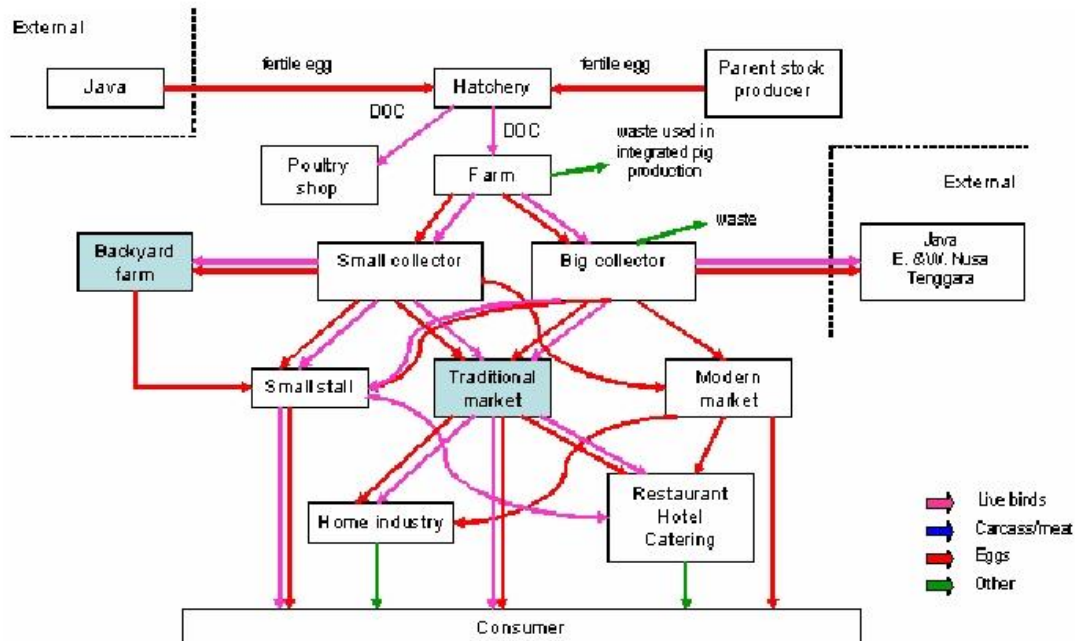 External
Java
fertile egg
Hatchery
fertile egg
Parent stock
producer
DOC
DOC
waste used in
integrated pig
production
Poultry
shop
Farm
External
waste
Backyard
farm
Small collector
Big collector
Java
E. &W. Nusa
Tenggara
Small stall
Traditional
market
Modern
market
Home industry
Restaurant
Hotel
Catering
Live birds
Carcass/meat
Eggs
Other
Consumer